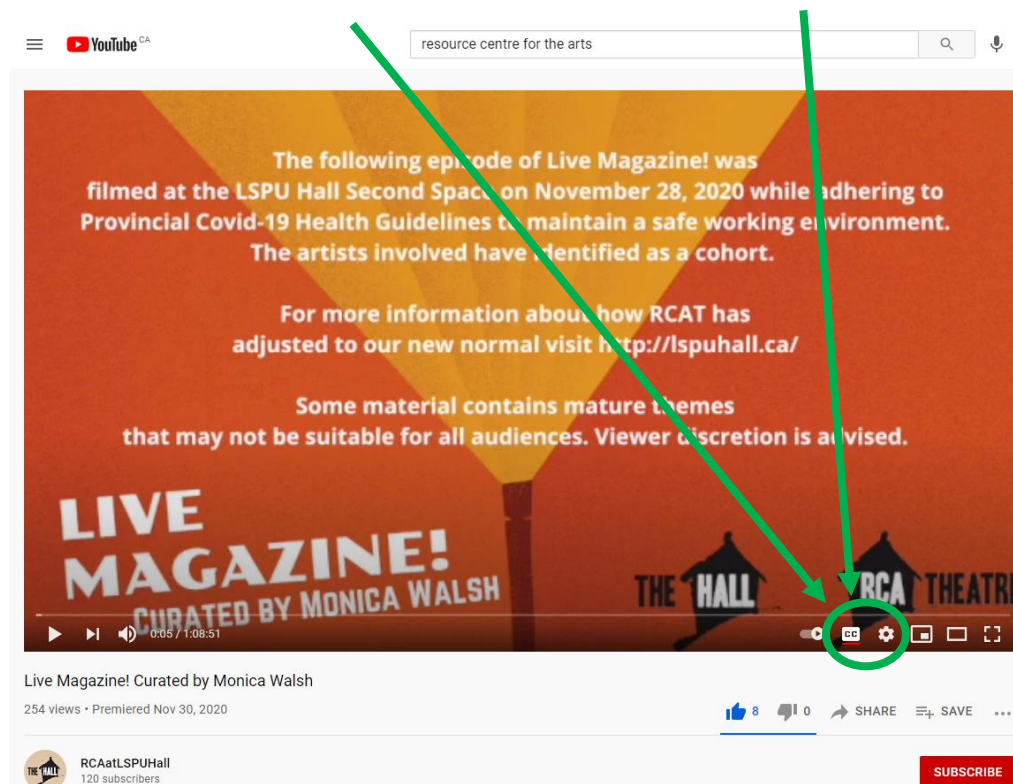 YouTube CA
resource centre for the arts
The following episode of Live Magazine! was
filmed at the LSPU Hall Second Space on November 28, 2020 while adhering to
Provincial Covid-19 Health Guidelines to maintain a safe working environment.
The artists involved have identified as a cohort.
For more information about how RCAT has
adjusted to our new normal visit http://lspuhall.ca/
Some material contains mature themes
that may not be suitable for all audiences. Viewer discretion is advised.
LIVE
MAGAZINE!
CURATED BY MONICA WALSH
THE HALL
RCA THEATRE
0:05 / 1:08:51
CC
Live Magazine! Curated by Monica Walsh
254 views • Premiered Nov 30, 2020
8 0 SHARE SAVE ...
THE HALL
RCAatLSPUHall
120 subscribers
SUBSCRIBE